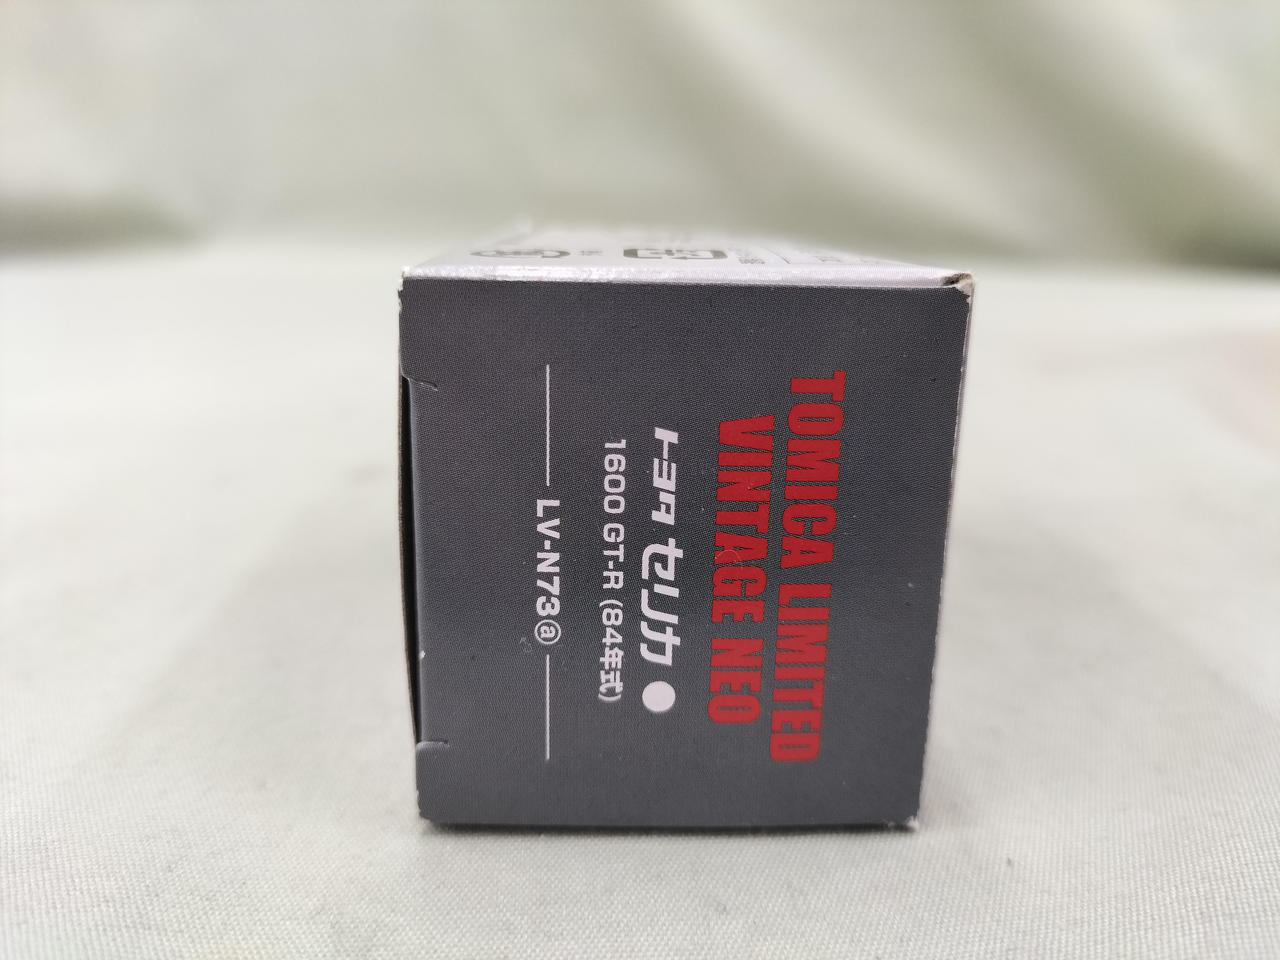 TOMICA LIMITED
VINTAGE NEO
トヨタ セリカ ●
1600 GT-R (84年式)
LV-N73ⓐ